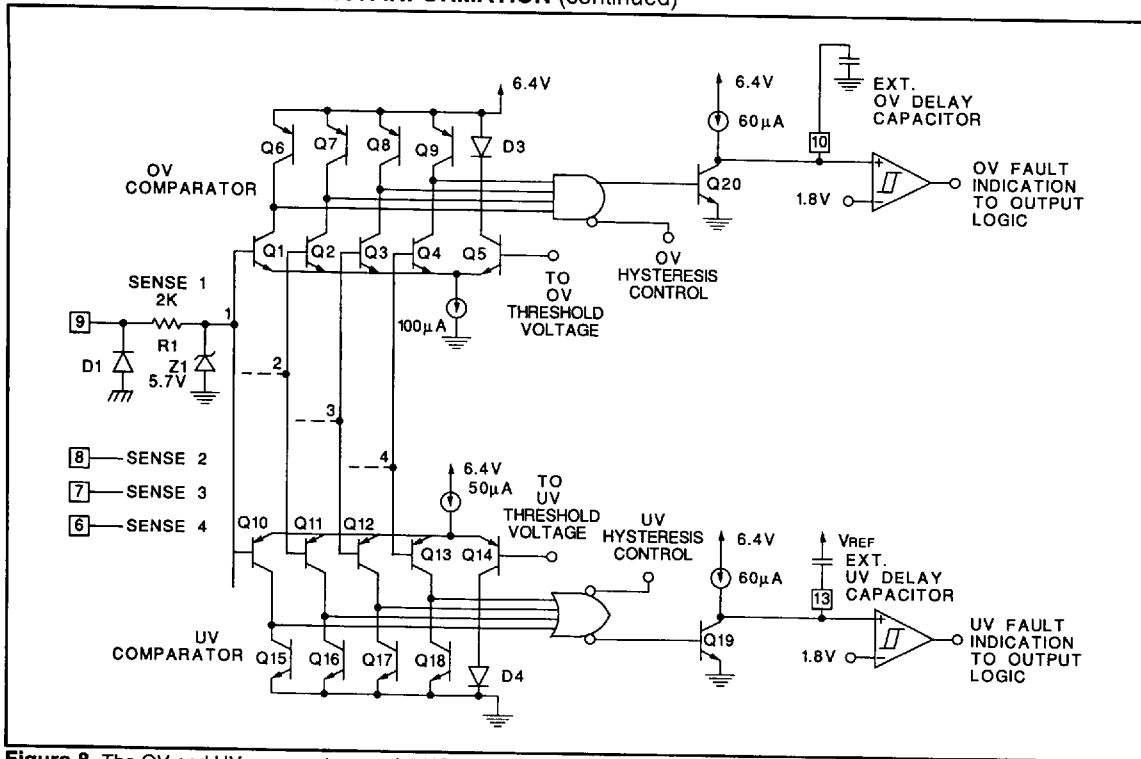 INFORMATION (continued)
6.4V
Q6
Q7
Q8
Q9
D3
OV
COMPARATOR
Q1
Q2
Q3
Q4
Q5
100µA
TO
OV
THRESHOLD
VOLTAGE
OV
HYSTERESIS
CONTROL
6.4V
60µA
Q20
EXT.
OV DELAY
CAPACITOR
10
1.8V
+
−
OV FAULT
INDICATION
TO OUTPUT
LOGIC
SENSE 1
2K
R1
9
D1
Z1
5.7V
1
2
3
4
8 SENSE 2
7 SENSE 3
6 SENSE 4
6.4V
50µA
TO
UV
THRESHOLD
VOLTAGE
Q10
Q11
Q12
Q13
Q14
UV
HYSTERESIS
CONTROL
UV
COMPARATOR
Q15
Q16
Q17
Q18
D4
6.4V
60µA
Q19
VREF
EXT.
UV DELAY
CAPACITOR
13
1.8V
+
−
UV FAULT
INDICATION
TO OUTPUT
LOGIC
Figure 8. The OV and UV